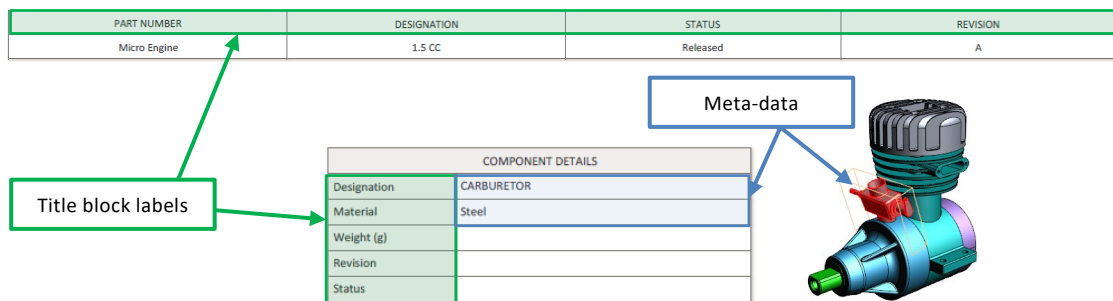 PART NUMBER DESIGNATION STATUS REVISION
Micro Engine 1.5 CC Released A
Meta-data
COMPONENT DETAILS
Designation CARBURETOR
Title block labels
Material Steel
Weight (g)
Revision
Status